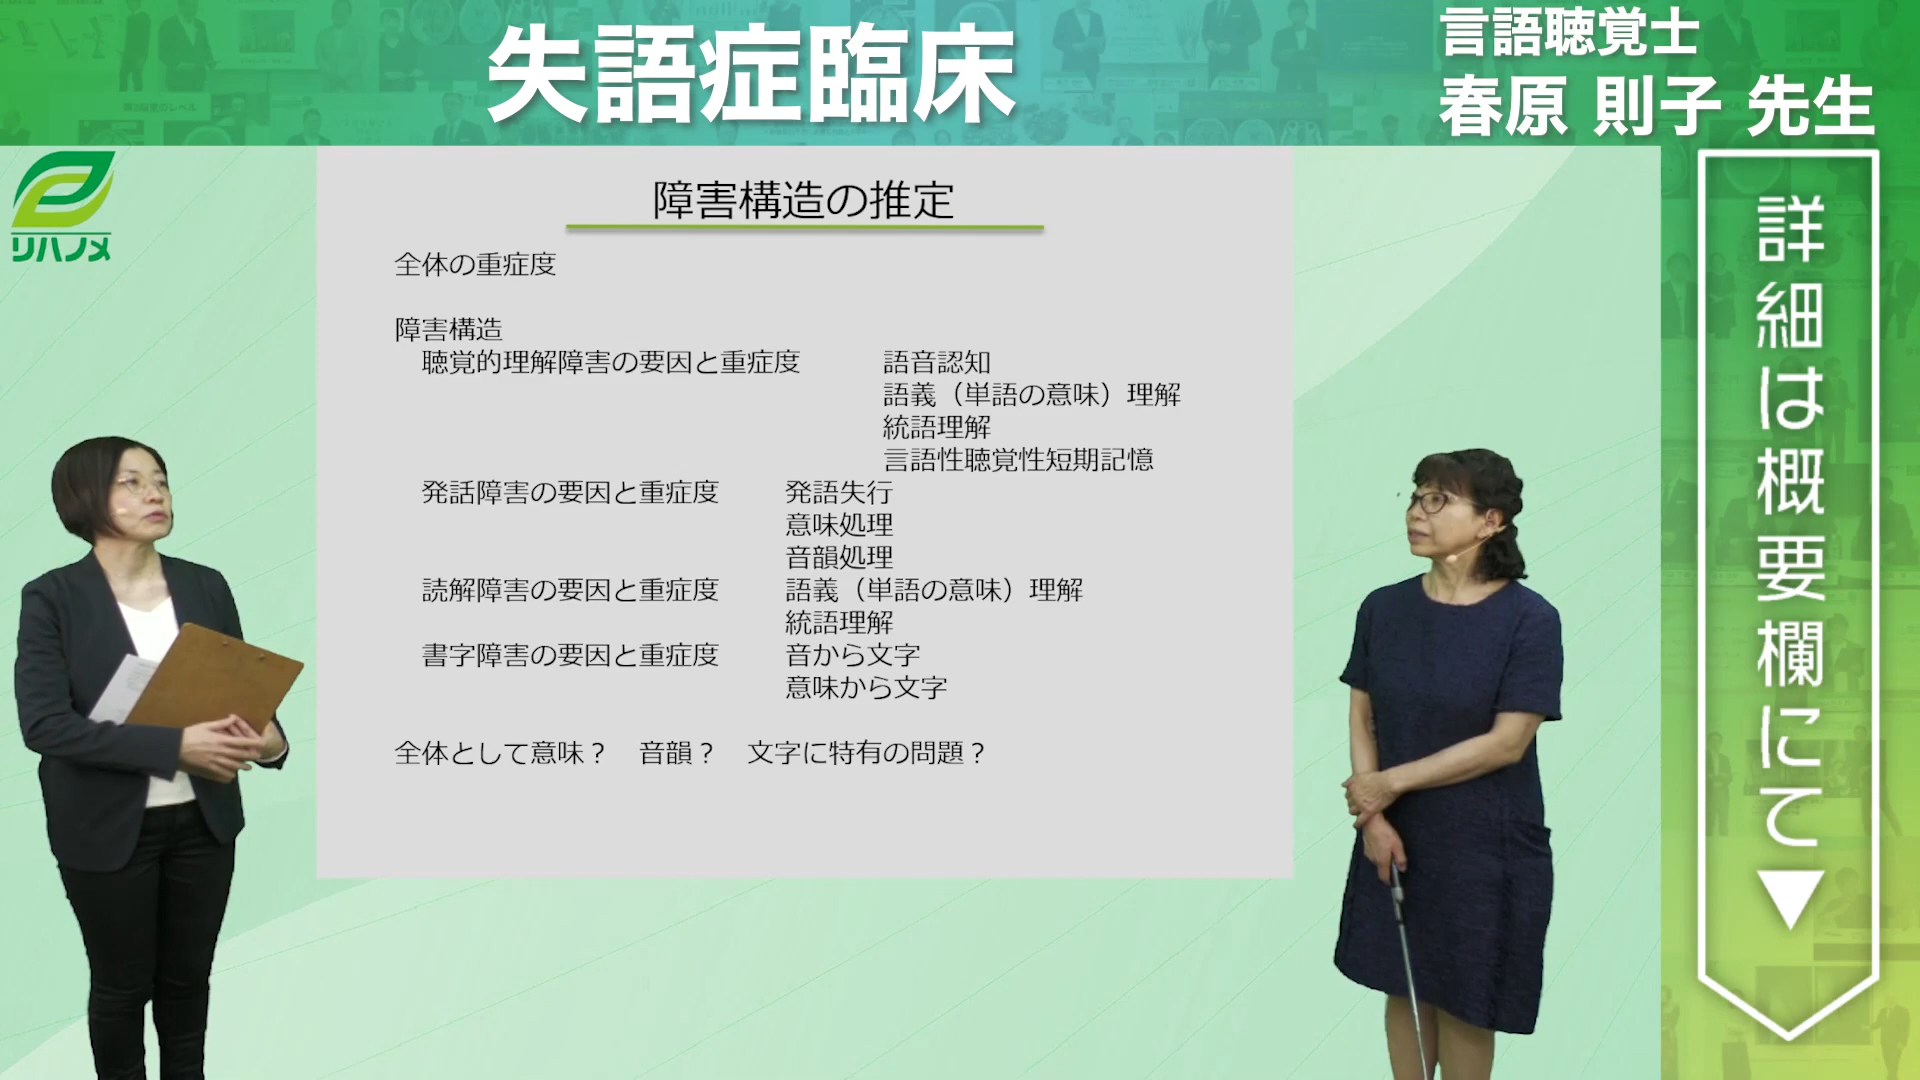 失語症臨床
言語聴覚士
春原 則子 先生
リハノメ
障害構造の推定
全体の重症度
障害構造
聴覚的理解障害の要因と重症度 語音認知
語義（単語の意味）理解
統語理解
言語性聴覚性短期記憶
発話障害の要因と重症度 発語失行
意味処理
音韻処理
読解障害の要因と重症度 語義（単語の意味）理解
統語理解
書字障害の要因と重症度 音から文字
意味から文字
全体として意味？ 音韻？ 文字に特有の問題？
詳細は概要欄にて▼